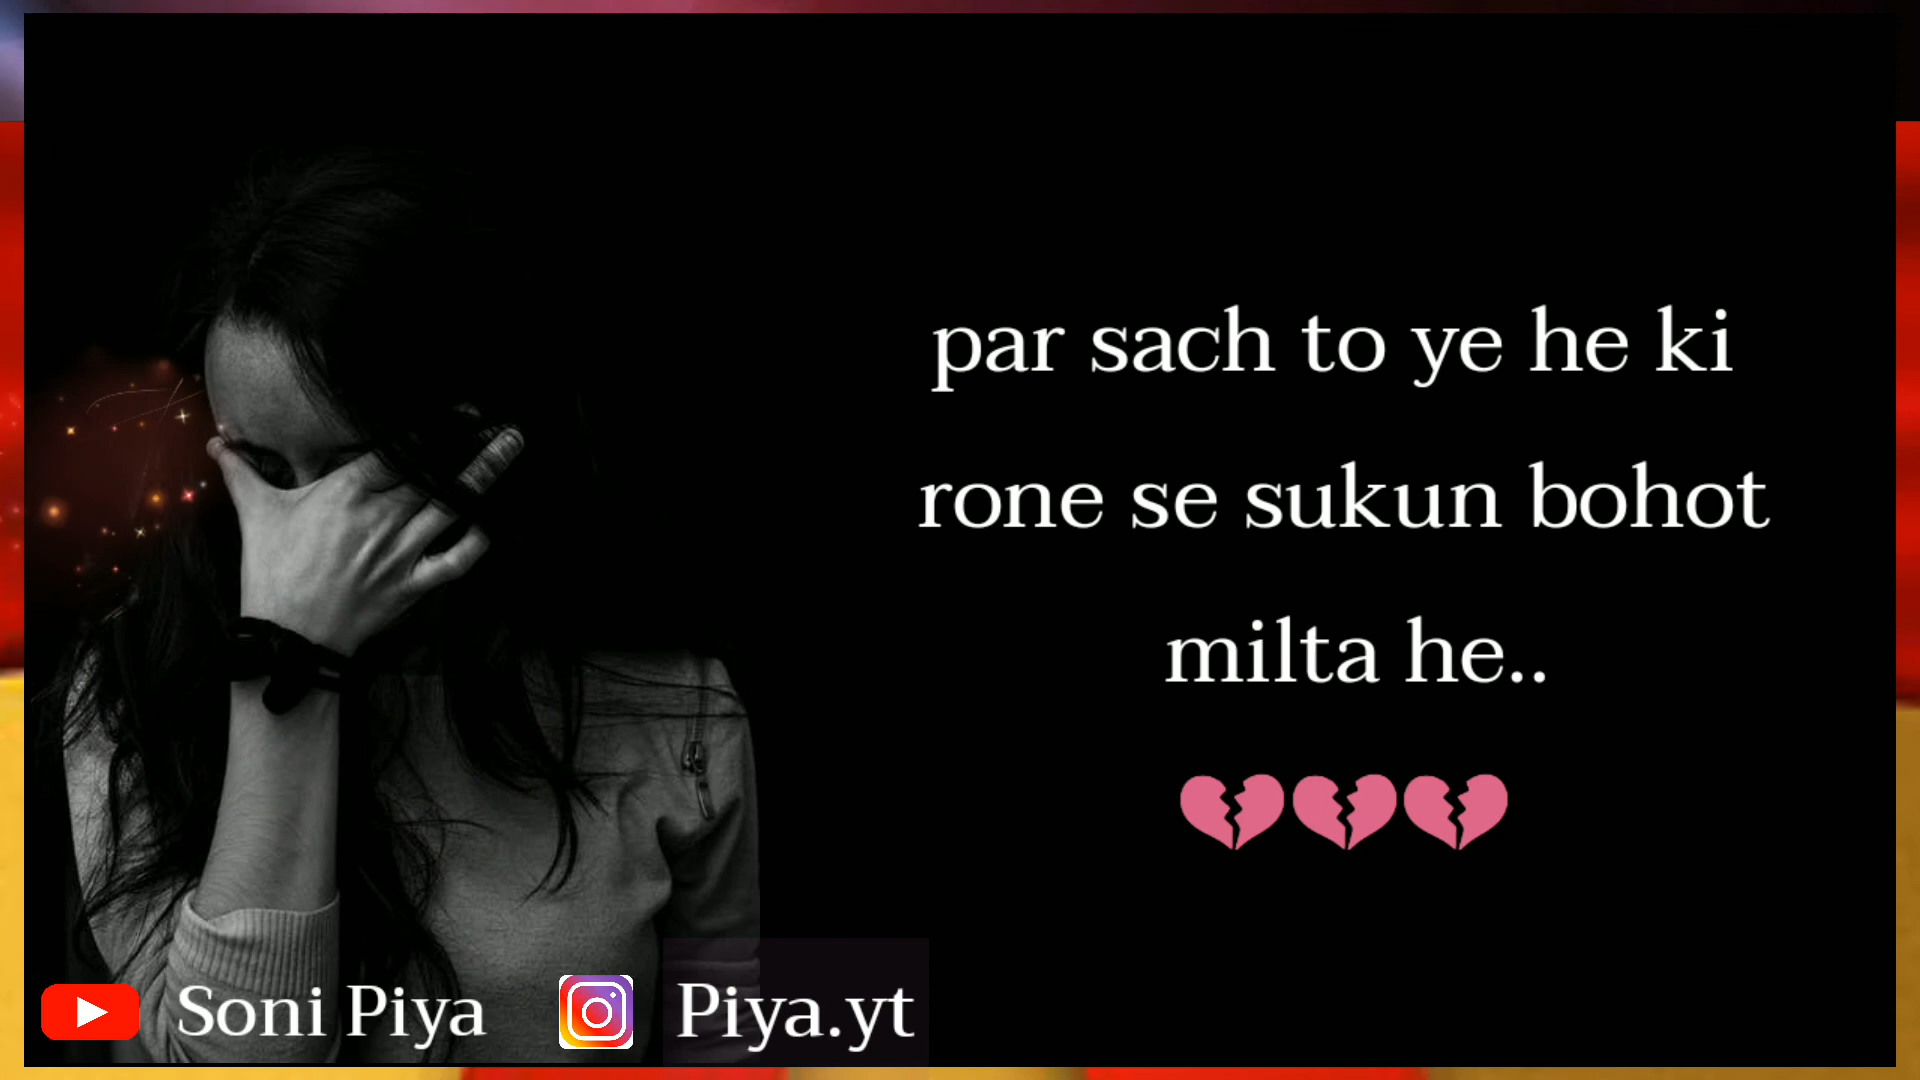 par sach to ye he ki
rone se sukun bohot
milta he..
💔💔💔
Soni Piya
Piya.yt